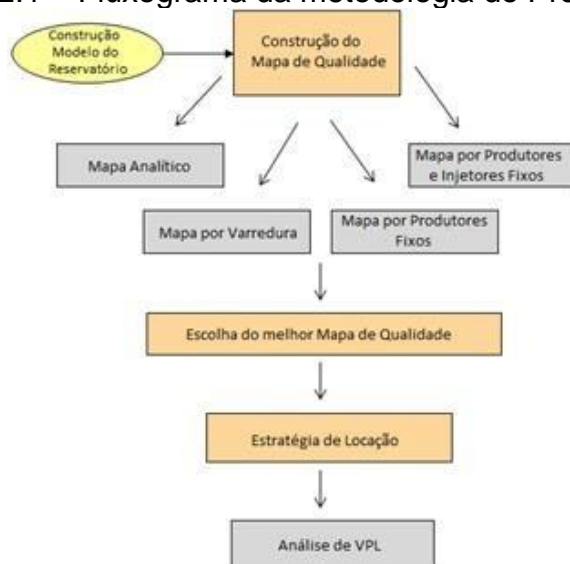 Fluxograma da metodologia de
Construção
Modelo do
Reservatório
Construção do
Mapa de Qualidade
Mapa Analítico
Mapa por Produtores
e Injetores Fixos
Mapa por Varredura
Mapa por Produtores
Fixos
Escolha do melhor Mapa de Qualidade
Estratégia de Locação
Análise de VPL